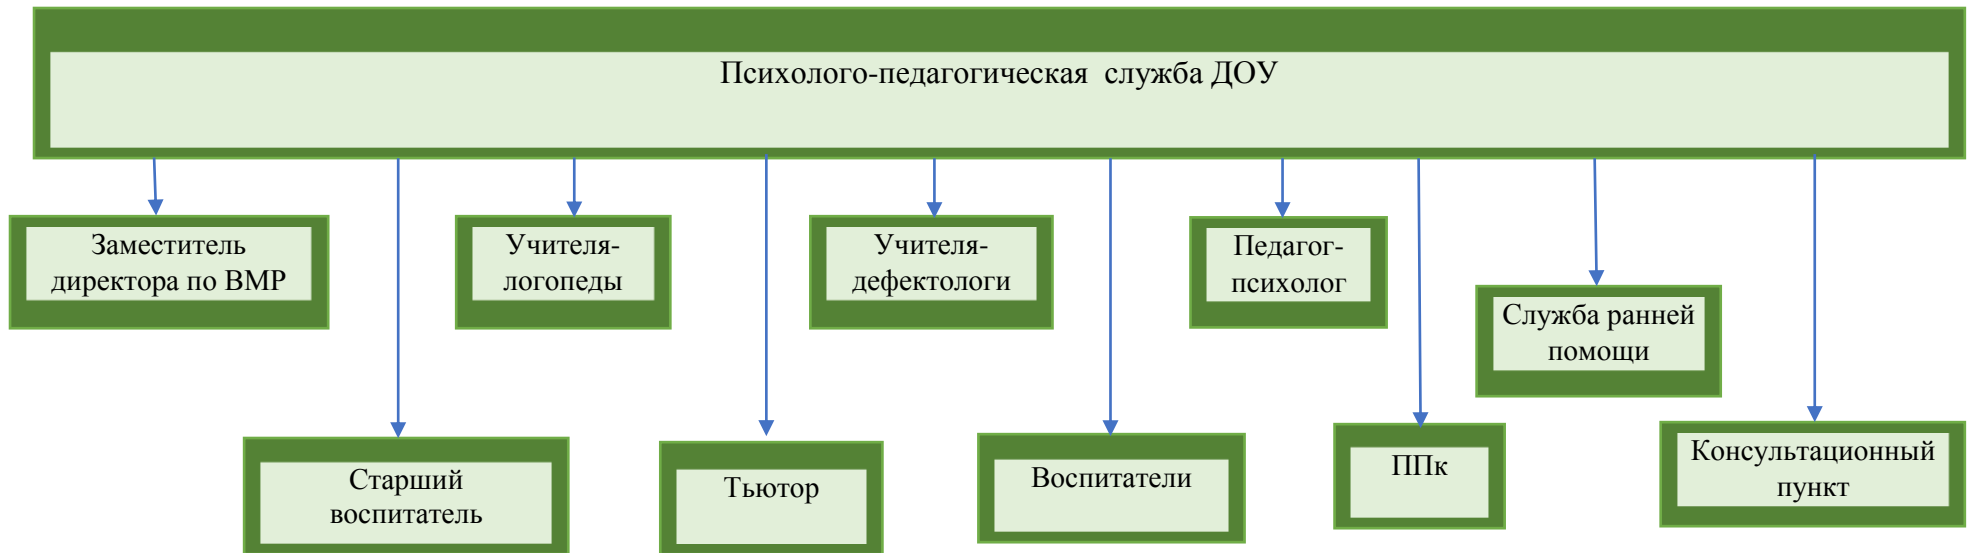 Психолого-педагогическая служба ДОУ
Заместитель
директора по ВМР
Учителя-
логопеды
Учителя-
дефектологи
Педагог-
психолог
Служба ранней
помощи
Старший
воспитатель
Тьютор
Воспитатели
ППк
Консультационный
пункт